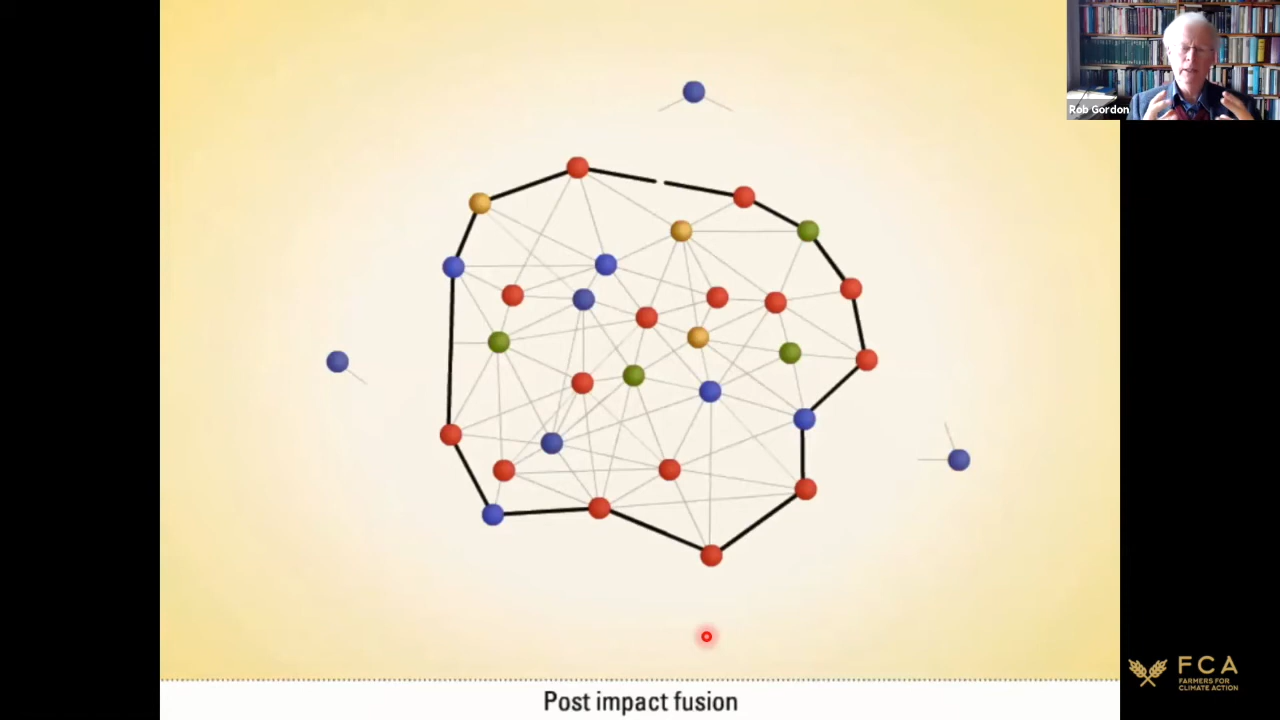 Rob Gordon
Post impact fusion
FCA
FARMERS FOR
CLIMATE ACTION